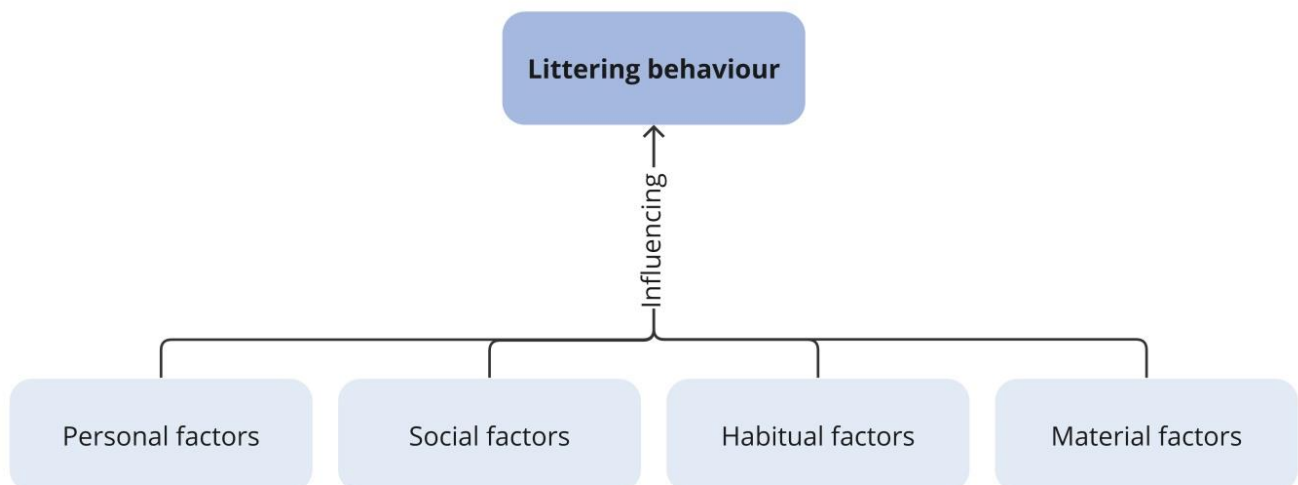 Littering behaviour
Influencing
Personal factors
Social factors
Habitual factors
Material factors